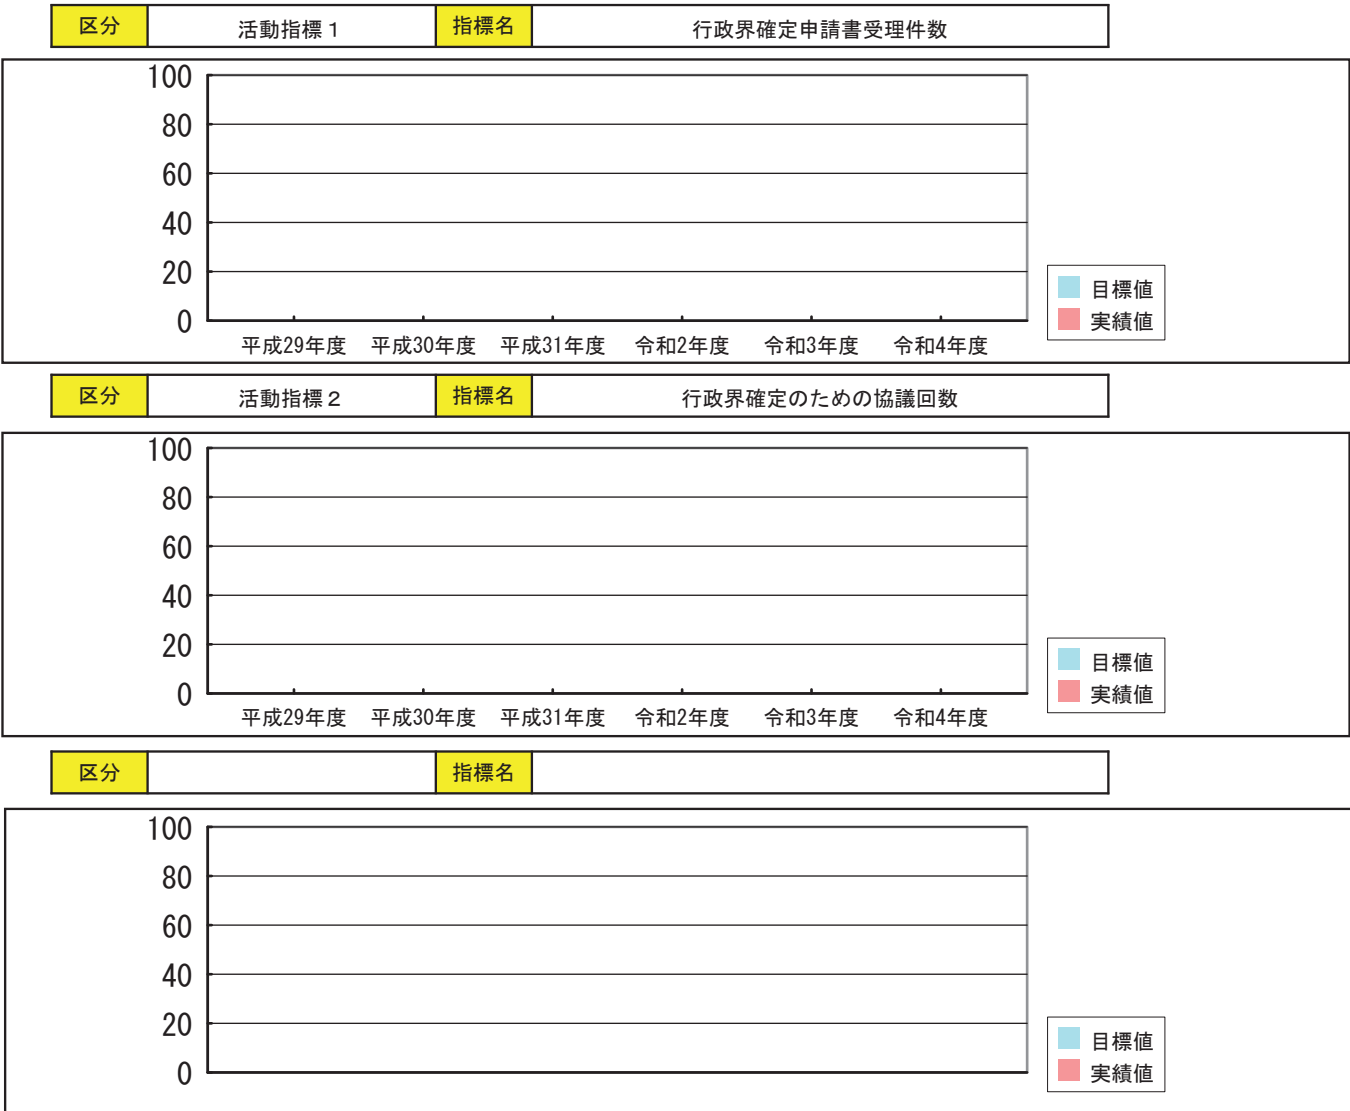 区分 活動指標１ 指標名 行政界確定申請書受理件数
100
80
60
40
20
0
平成29年度 平成30年度 平成31年度 令和2年度 令和3年度 令和4年度
目標値
実績値
区分 活動指標２ 指標名 行政界確定のための協議回数
100
80
60
40
20
0
平成29年度 平成30年度 平成31年度 令和2年度 令和3年度 令和4年度
目標値
実績値
区分 指標名
100
80
60
40
20
0
目標値
実績値